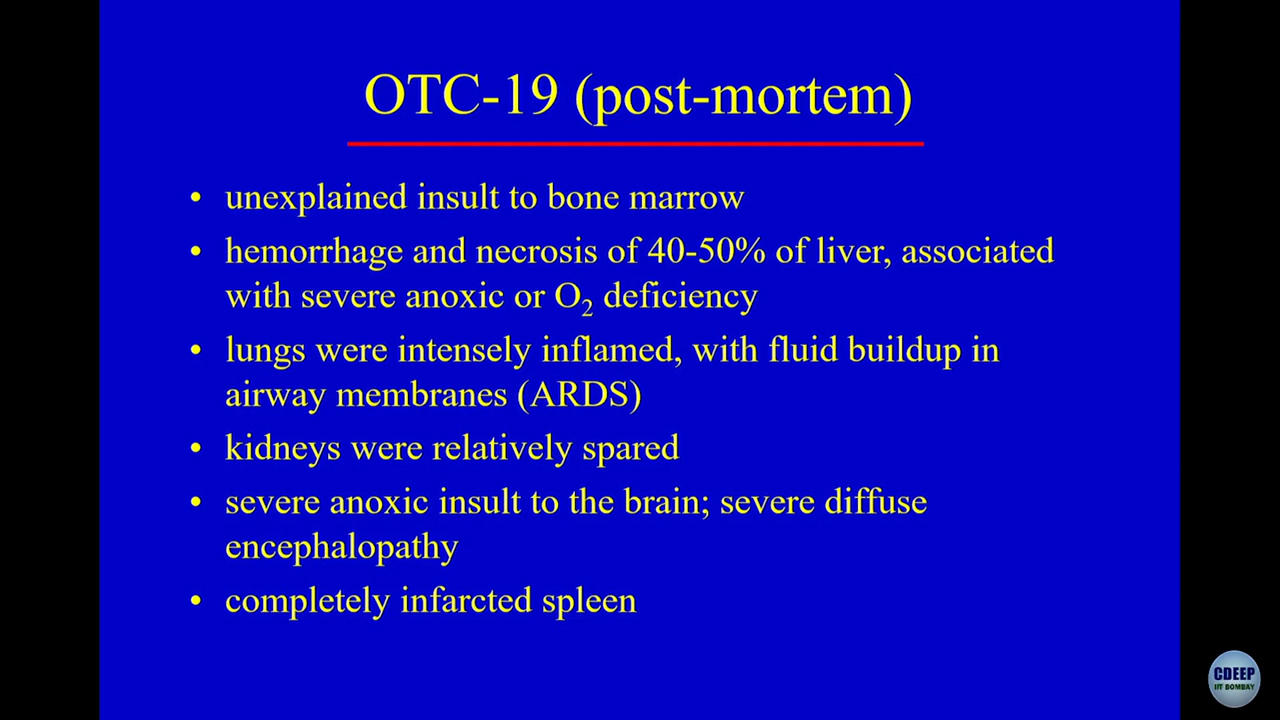 OTC-19 (post-mortem)
• unexplained insult to bone marrow
• hemorrhage and necrosis of 40-50% of liver, associated
with severe anoxic or O₂ deficiency
• lungs were intensely inflamed, with fluid buildup in
airway membranes (ARDS)
• kidneys were relatively spared
• severe anoxic insult to the brain; severe diffuse
encephalopathy
• completely infarcted spleen
CDEEP
IIT BOMBAY